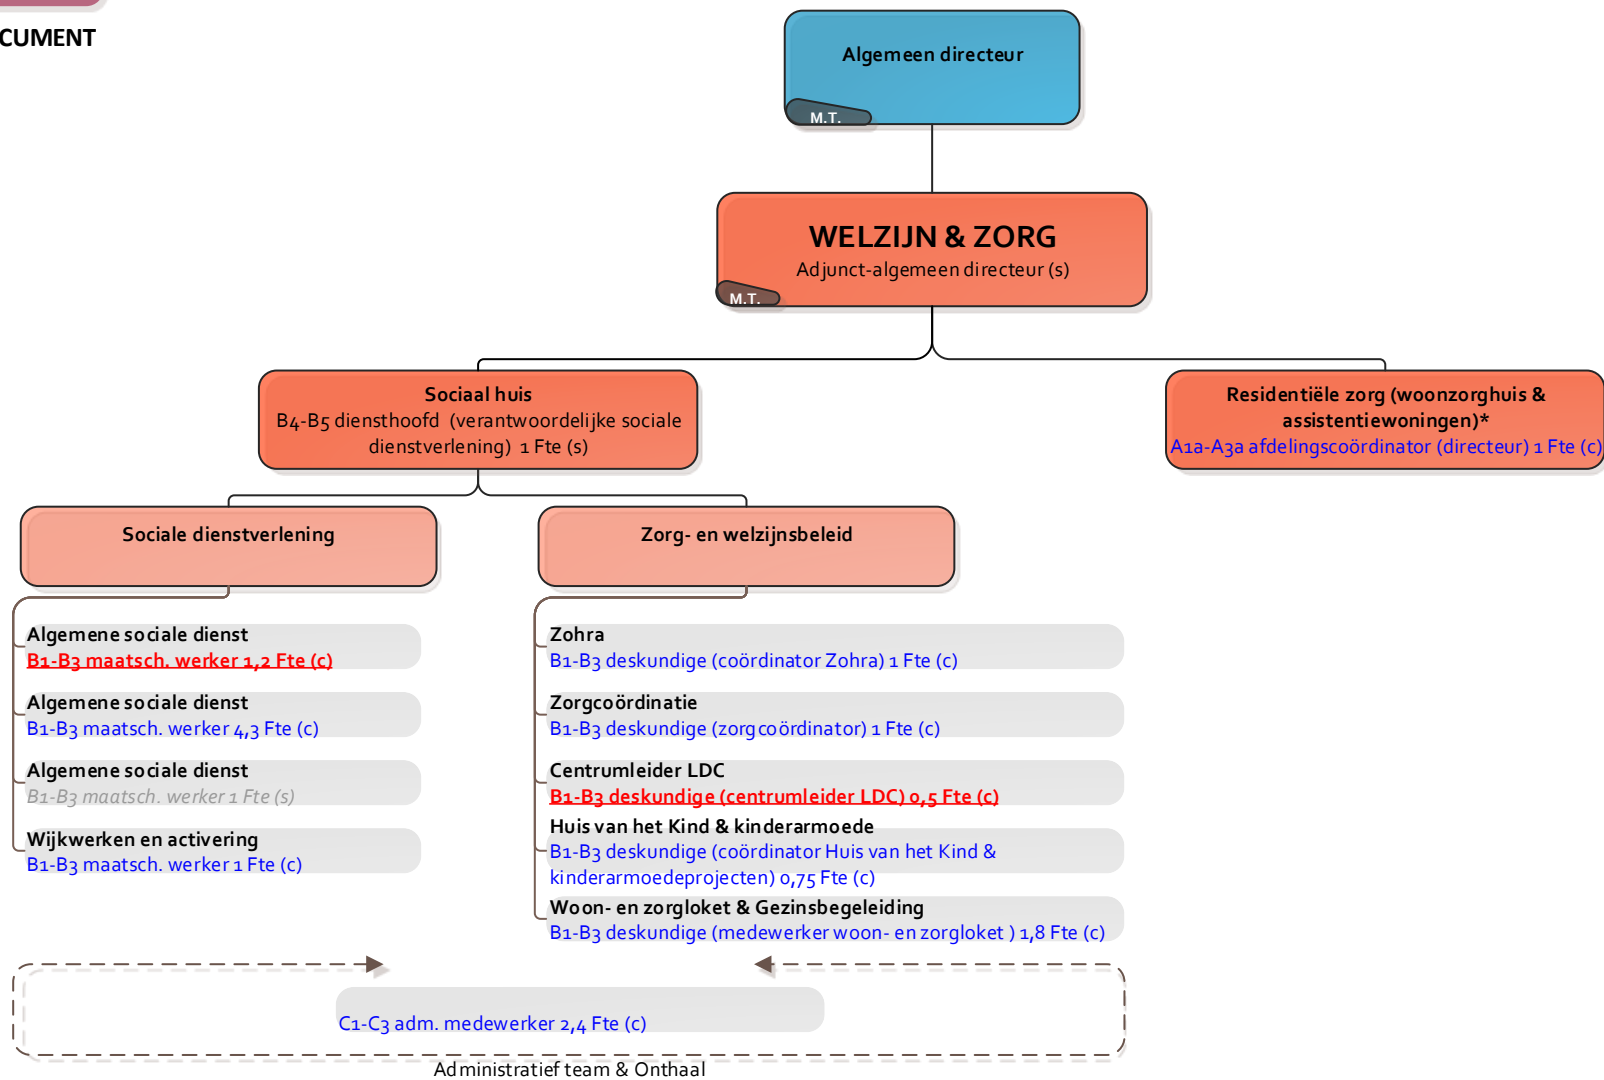 CUMENT
Algemeen directeur
M.T.
WELZIJN & ZORG
Adjunct-algemeen directeur (s)
M.T.
Sociaal huis
B4-B5 diensthoofd (verantwoordelijke sociale
dienstverlening) 1 Fte (s)
Residentiële zorg (woonzorghuis &
assistentiewoningen)*
A1a-A3a afdelingscoördinator (directeur) 1 Fte (c)
Sociale dienstverlening
Zorg- en welzijnsbeleid
Algemene sociale dienst
B1-B3 maatsch. werker 1,2 Fte (c)
Algemene sociale dienst
B1-B3 maatsch. werker 4,3 Fte (c)
Algemene sociale dienst
B1-B3 maatsch. werker 1 Fte (s)
Wijkwerken en activering
B1-B3 maatsch. werker 1 Fte (c)
Zohra
B1-B3 deskundige (coördinator Zohra) 1 Fte (c)
Zorgcoördinatie
B1-B3 deskundige (zorgcoördinator) 1 Fte (c)
Centrumleider LDC
B1-B3 deskundige (centrumleider LDC) 0,5 Fte (c)
Huis van het Kind & kinderarmoede
B1-B3 deskundige (coördinator Huis van het Kind &
kinderarmoedeprojecten) 0,75 Fte (c)
Woon- en zorgloket & Gezinsbegeleiding
B1-B3 deskundige (medewerker woon- en zorgloket ) 1,8 Fte (c)
C1-C3 adm. medewerker 2,4 Fte (c)
Administratief team & Onthaal